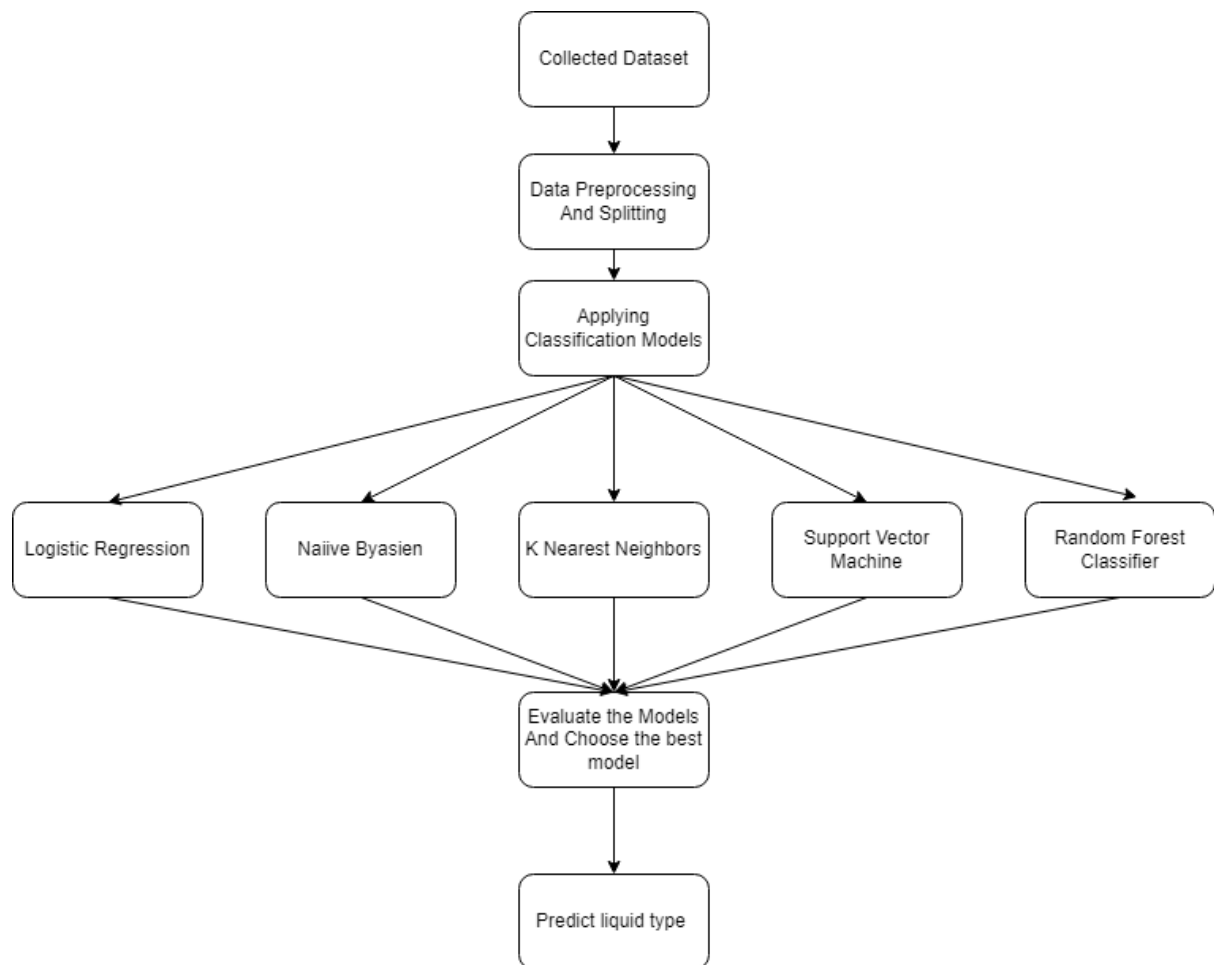 Collected Dataset
Data Preprocessing
And Splitting
Applying
Classification Models
Logistic Regression
Naiive Byasien
K Nearest Neighbors
Support Vector
Machine
Random Forest
Classifier
Evaluate the Models
And Choose the best
model
Predict liquid type